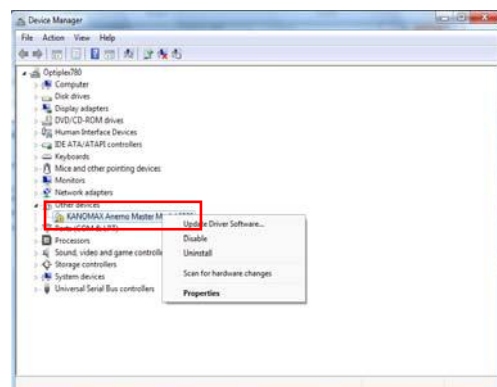 Device Manager
File Action View Help
Optiplex780
Computer
Disk drives
Display adapters
DVD/CD-ROM drives
Human Interface Devices
IDE ATA/ATAPI controllers
Keyboards
Mice and other pointing devices
Monitors
Network adapters
Other devices
KANOMAX Anemo Master
Ports (COM & LPT)
Processors
Sound, video and game controlle
Storage controllers
System devices
Universal Serial Bus controllers
Update Driver Software...
Disable
Uninstall
Scan for hardware changes
Properties